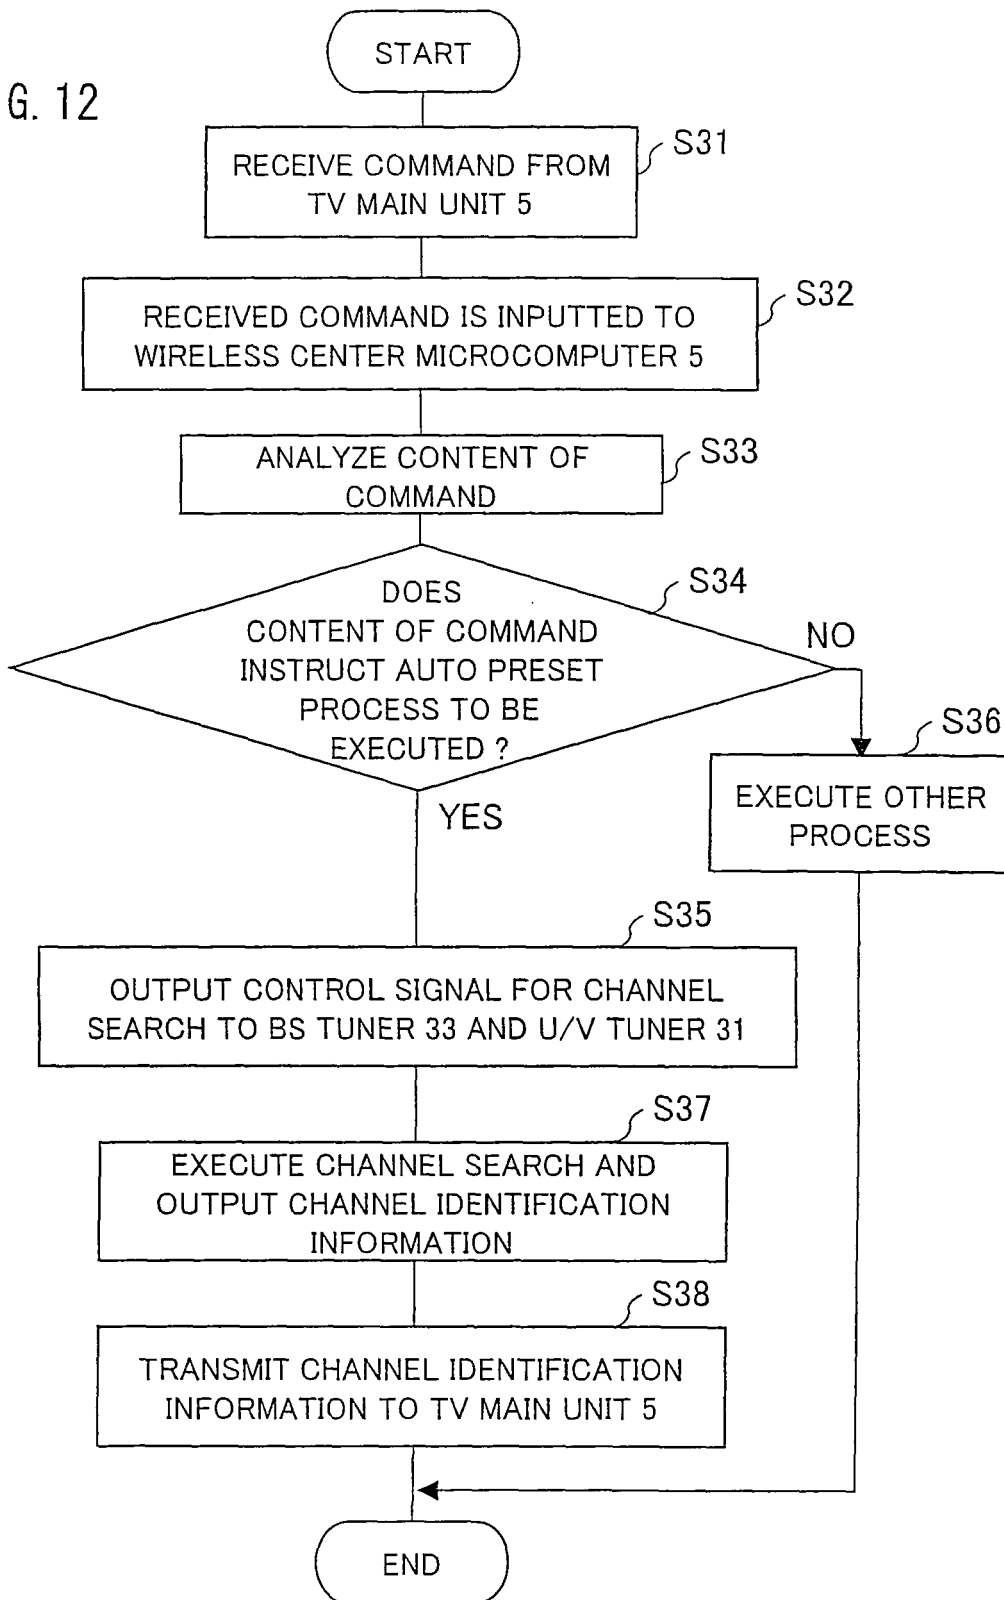 START
G. 12
S31
RECEIVE COMMAND FROM
TV MAIN UNIT 5
S32
RECEIVED COMMAND IS INPUTTED TO
WIRELESS CENTER MICROCOMPUTER 5
S33
ANALYZE CONTENT OF
COMMAND
S34
DOES
CONTENT OF COMMAND
INSTRUCT AUTO PRESET
PROCESS TO BE
EXECUTED ?
NO
YES
S36
EXECUTE OTHER
PROCESS
S35
OUTPUT CONTROL SIGNAL FOR CHANNEL
SEARCH TO BS TUNER 33 AND U/V TUNER 31
S37
EXECUTE CHANNEL SEARCH AND
OUTPUT CHANNEL IDENTIFICATION
INFORMATION
S38
TRANSMIT CHANNEL IDENTIFICATION
INFORMATION TO TV MAIN UNIT 5
END